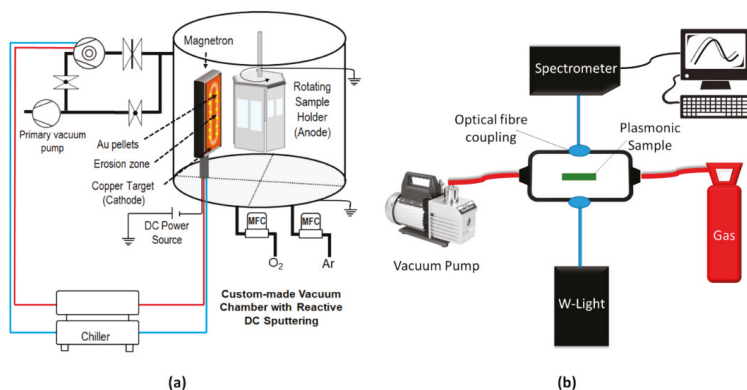 Magnetron
Primary vacuum
pump
Au pellets
Erosion zone
Copper Target
(Cathode)
Rotating
Sample
Holder
(Anode)
DC Power
Source
MFC
MFC
O₂
Ar
Custom-made Vacuum
Chamber with Reactive
DC Sputtering
Chiller
(a)
Spectrometer
Optical fibre
coupling
Plasmonic
Sample
Gas
Vacuum Pump
W-Light
(b)